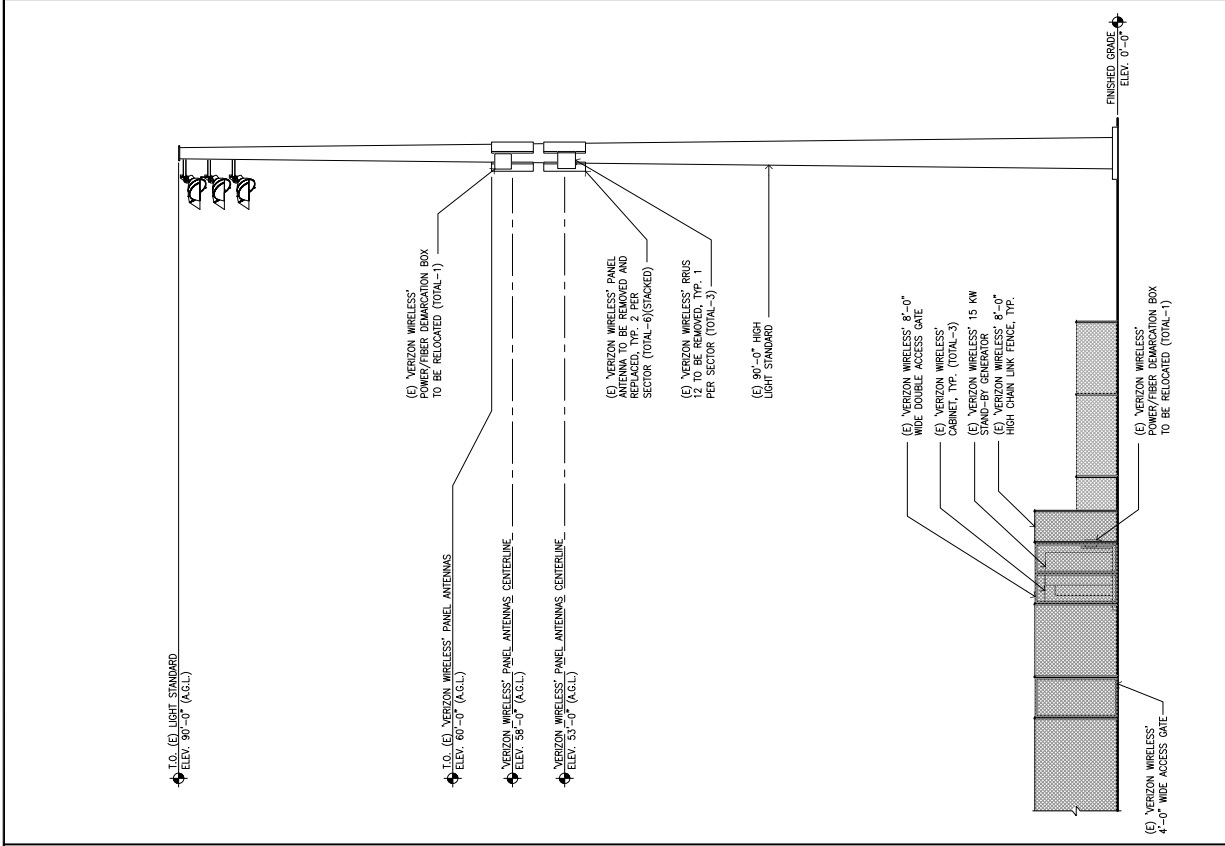 T.O. (E) LIGHT STANDARD
ELEV. 90'-0" (A.G.L.)
T.O. (E) 'VERIZON WIRELESS' PANEL ANTENNAS
ELEV. 60'-0" (A.G.L.)
'VERIZON WIRELESS' PANEL ANTENNAS CENTERLINE
ELEV. 58'-0" (A.G.L.)
'VERIZON WIRELESS' PANEL ANTENNAS CENTERLINE
ELEV. 53'-0" (A.G.L.)
(E) 'VERIZON WIRELESS'
POWER/FIBER DEMARCATION BOX
TO BE RELOCATED (TOTAL-1)
(E) 'VERIZON WIRELESS' PANEL
ANTENNA TO BE REMOVED AND
REPLACED, TYP. 2 PER
SECTOR (TOTAL-6)(STACKED)
(E) 'VERIZON WIRELESS' RRUS
12 TO BE REMOVED, TYP. 1
PER SECTOR (TOTAL-3)
(E) 90'-0" HIGH
LIGHT STANDARD
(E) 'VERIZON WIRELESS' 8'-0"
WIDE DOUBLE ACCESS GATE
(E) 'VERIZON WIRELESS'
CABINET, TYP. (TOTAL-3)
(E) 'VERIZON WIRELESS' 15 KW
STAND-BY GENERATOR
(E) 'VERIZON WIRELESS' 8'-0"
HIGH CHAIN LINK FENCE, TYP.
(E) 'VERIZON WIRELESS'
POWER/FIBER DEMARCATION BOX
TO BE RELOCATED (TOTAL-1)
(E) 'VERIZON WIRELESS'
4'-0" WIDE ACCESS GATE
FINISHED GRADE
ELEV. 0'-0"